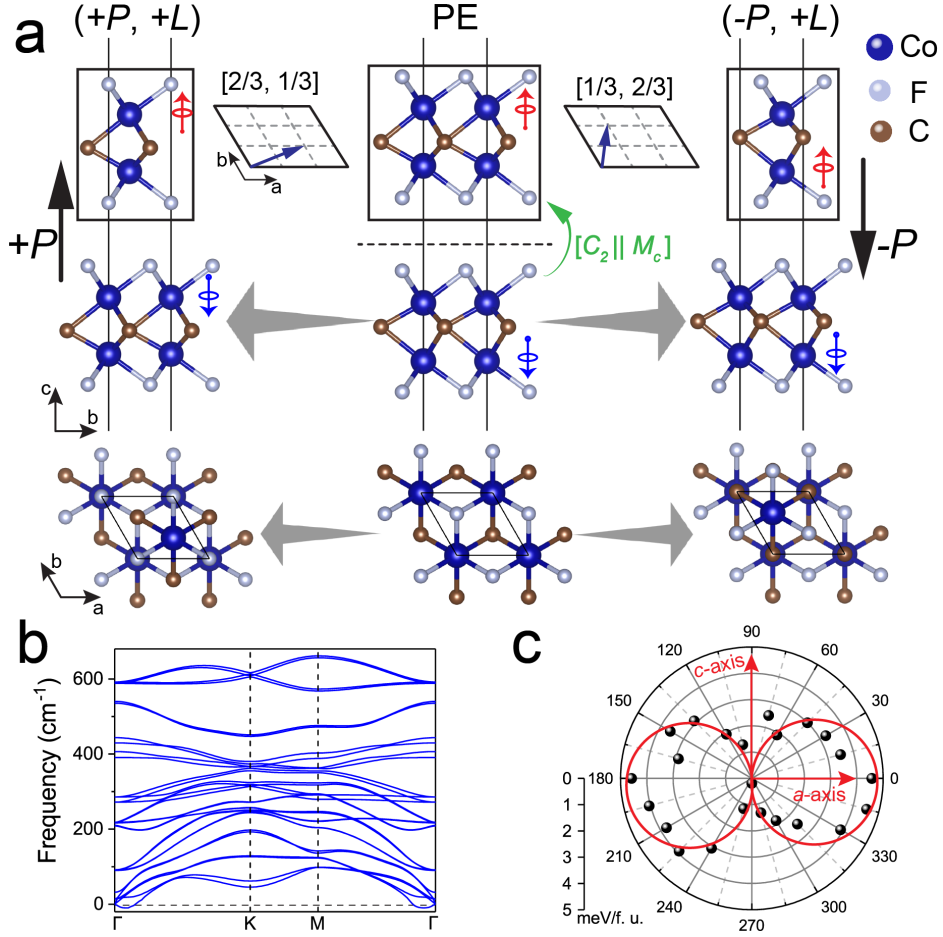 a
(+P, +L)
PE
(-P, +L)
Co
F
C
[2/3, 1/3]
[1/3, 2/3]
b
a
+P
-P
[C₂ || M_c]
c
b
b
a
b
Frequency (cm⁻¹)
600
400
200
0
Γ
K
M
Γ
c
90
120
60
150
30
180
0
210
330
240
300
270
c-axis
a-axis
0
1
2
3
4
5
meV/f. u.